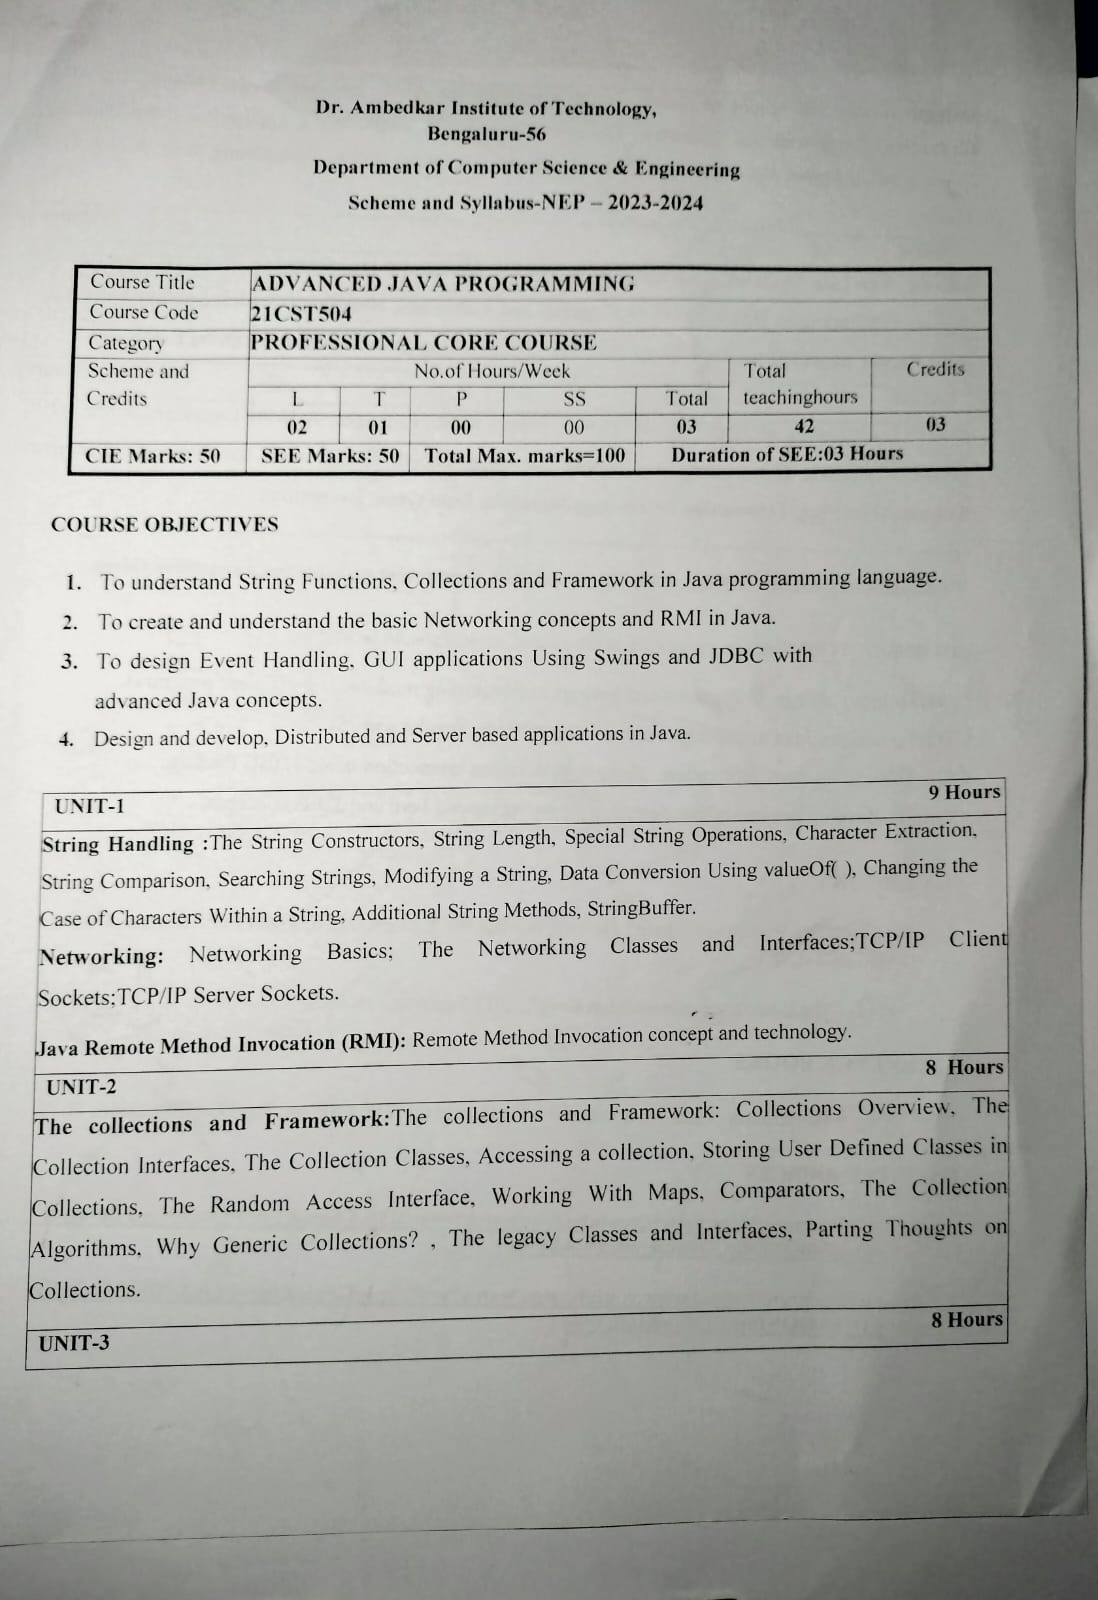 Dr. Ambedkar Institute of Technology,
Bengaluru-56
Department of Computer Science & Engineering
Scheme and Syllabus-NEP – 2023-2024
Course Title ADVANCED JAVA PROGRAMMING
Course Code 21CST504
Category PROFESSIONAL CORE COURSE
Scheme and No.of Hours/Week Total Credits
Credits L T P SS Total teachinghours
02 01 00 00 03 42 03
CIE Marks: 50 SEE Marks: 50 Total Max. marks=100 Duration of SEE:03 Hours
COURSE OBJECTIVES
1. To understand String Functions, Collections and Framework in Java programming language.
2. To create and understand the basic Networking concepts and RMI in Java.
3. To design Event Handling, GUI applications Using Swings and JDBC with
advanced Java concepts.
4. Design and develop, Distributed and Server based applications in Java.
UNIT-1 9 Hours
String Handling :The String Constructors, String Length, Special String Operations, Character Extraction,
String Comparison, Searching Strings, Modifying a String, Data Conversion Using valueOf( ), Changing the
Case of Characters Within a String, Additional String Methods, StringBuffer.
Networking: Networking Basics; The Networking Classes and Interfaces;TCP/IP Client
Sockets;TCP/IP Server Sockets.
Java Remote Method Invocation (RMI): Remote Method Invocation concept and technology.
UNIT-2 8 Hours
The collections and Framework:The collections and Framework: Collections Overview, The
Collection Interfaces, The Collection Classes, Accessing a collection, Storing User Defined Classes in
Collections, The Random Access Interface, Working With Maps, Comparators, The Collection
Algorithms, Why Generic Collections? , The legacy Classes and Interfaces, Parting Thoughts on
Collections.
UNIT-3 8 Hours